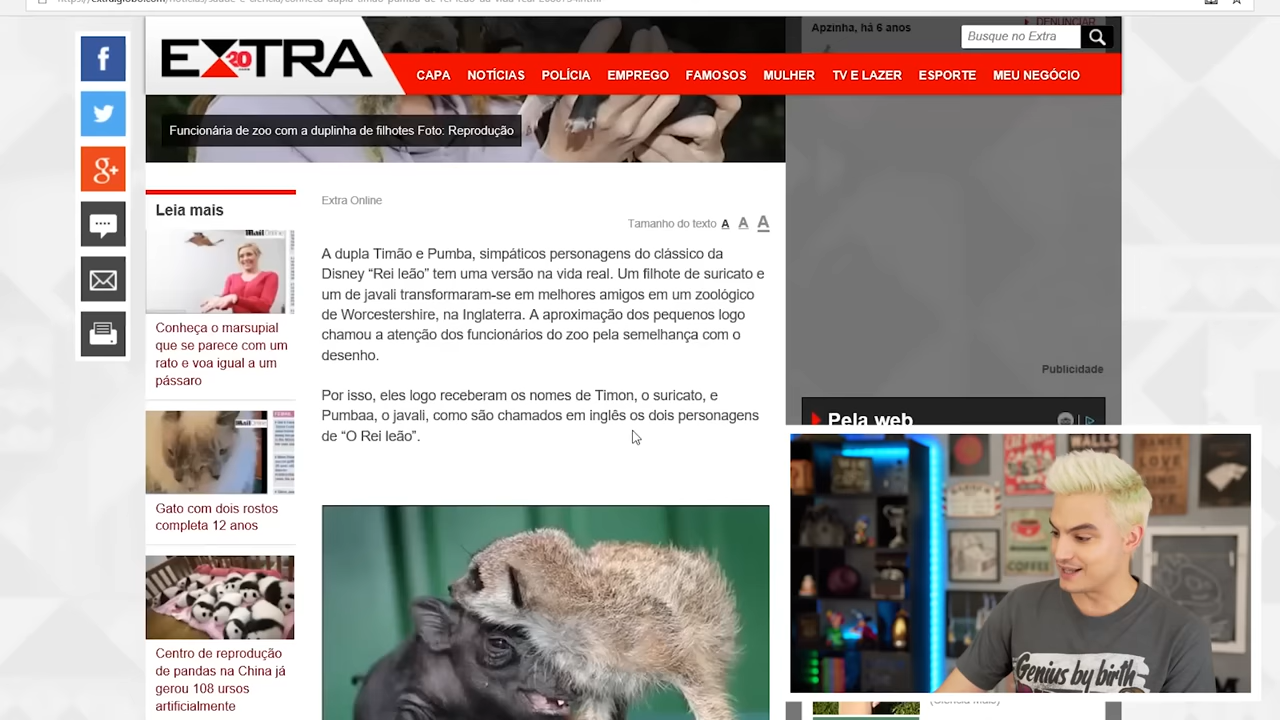 Apzinha, há 6 anos
DENUNCIAR
EXTRA
20
Busque no Extra
CAPA NOTÍCIAS POLÍCIA EMPREGO FAMOSOS MULHER TV E LAZER ESPORTE MEU NEGÓCIO
Funcionária de zoo com a duplinha de filhotes Foto: Reprodução
Leia mais
Conheça o marsupial
que se parece com um
rato e voa igual a um
pássaro
Gato com dois rostos
completa 12 anos
Centro de reprodução
de pandas na China já
gerou 108 ursos
artificialmente
Extra Online
Tamanho do texto A A A
A dupla Timão e Pumba, simpáticos personagens do clássico da
Disney “Rei leão” tem uma versão na vida real. Um filhote de suricato e
um de javali transformaram-se em melhores amigos em um zoológico
de Worcestershire, na Inglaterra. A aproximação dos pequenos logo
chamou a atenção dos funcionários do zoo pela semelhança com o
desenho.
Por isso, eles logo receberam os nomes de Timon, o suricato, e
Pumbaa, o javali, como são chamados em inglês os dois personagens
de “O Rei leão”.
Publicidade
Pela web
Genius by birth